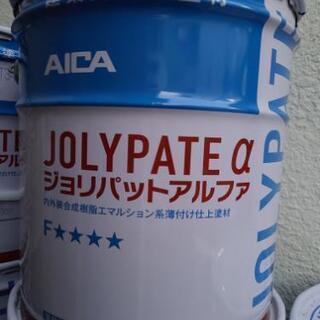 AICA
JOLYPATE α
ジョリパットアルファ
内外装合成樹脂エマルション系薄付け仕上塗材
F★★★★
JOLYPATE